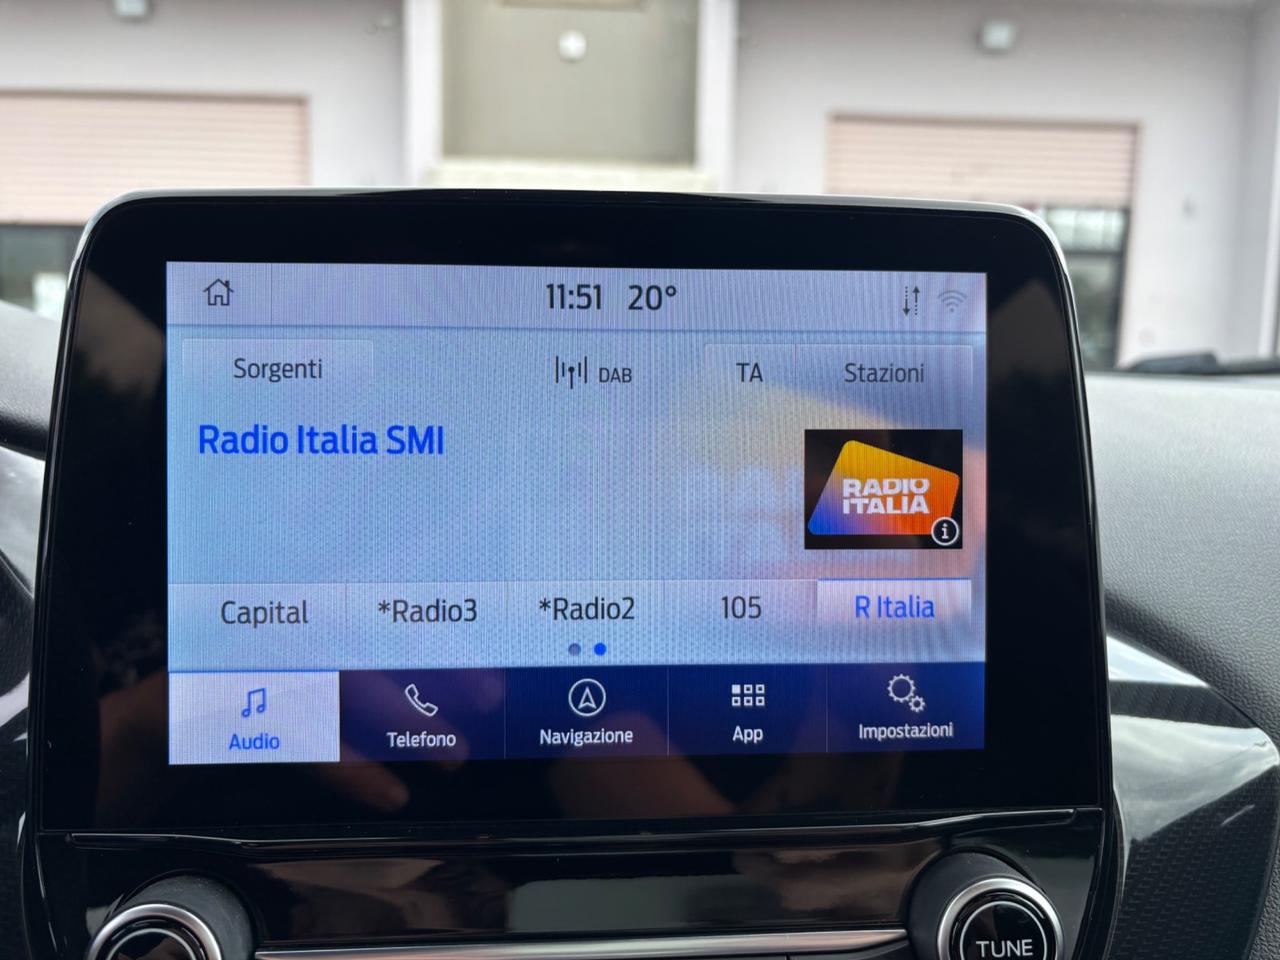 11:51 20°
Sorgenti DAB TA Stazioni
Radio Italia SMI
RADIO
ITALIA
i
Capital *Radio3 *Radio2 105 R Italia
Audio Telefono Navigazione App Impostazioni
TUNE